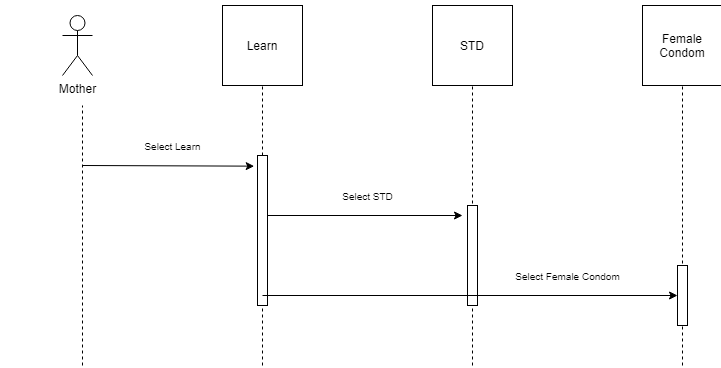 Learn
STD
Female
Condom
Mother
Select Learn
Select STD
Select Female Condom